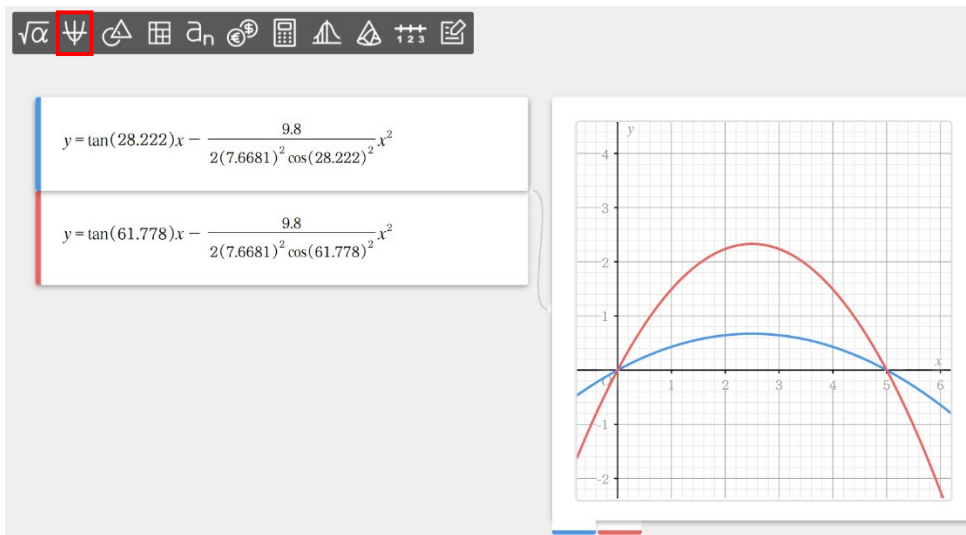 √α aₙ € $ 1 2 3
y = tan(28.222)x − 9.8 / 2(7.6681)² cos(28.222)² x²
y = tan(61.778)x − 9.8 / 2(7.6681)² cos(61.778)² x²
y
4
3
2
1
x
O 1 2 3 4 5 6
-1
-2